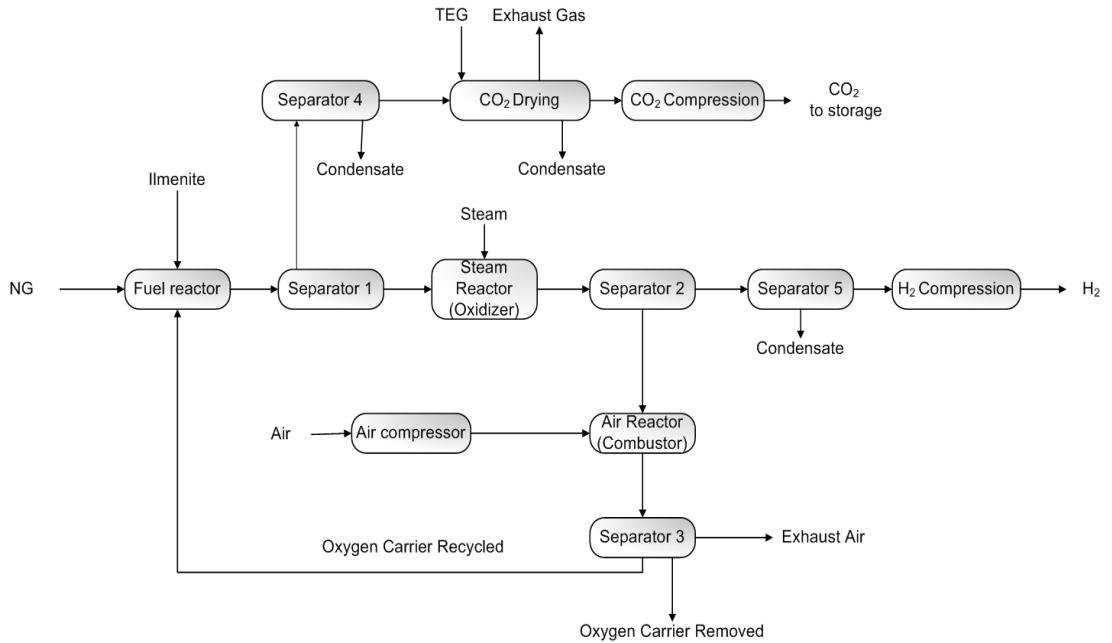 TEG
Exhaust Gas
Separator 4
CO₂ Drying
CO₂ Compression
CO₂
to storage
Condensate
Condensate
Ilmenite
Steam
NG
Fuel reactor
Separator 1
Steam
Reactor
(Oxidizer)
Separator 2
Separator 5
H₂ Compression
H₂
Condensate
Air
Air compressor
Air Reactor
(Combustor)
Separator 3
Exhaust Air
Oxygen Carrier Recycled
Oxygen Carrier Removed